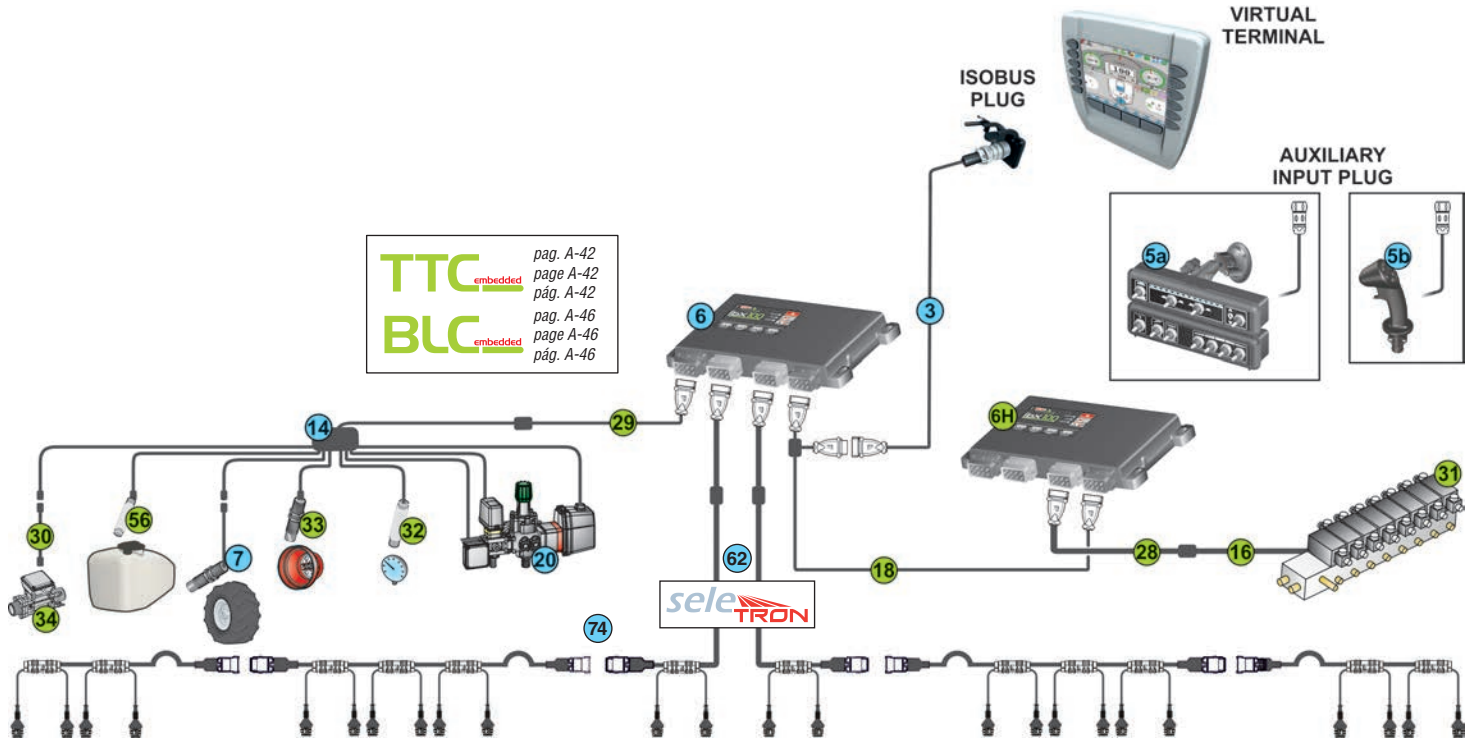 VIRTUAL
TERMINAL
ISOBUS
PLUG
AUXILIARY
INPUT PLUG
5a
5b
TTC embedded
pag. A-42
page A-42
pág. A-42
BLC embedded
pag. A-46
page A-46
pág. A-46
6
3
6H
29
14
31
30
56
33
32
7
20
34
62
28
16
18
seleTRON
74